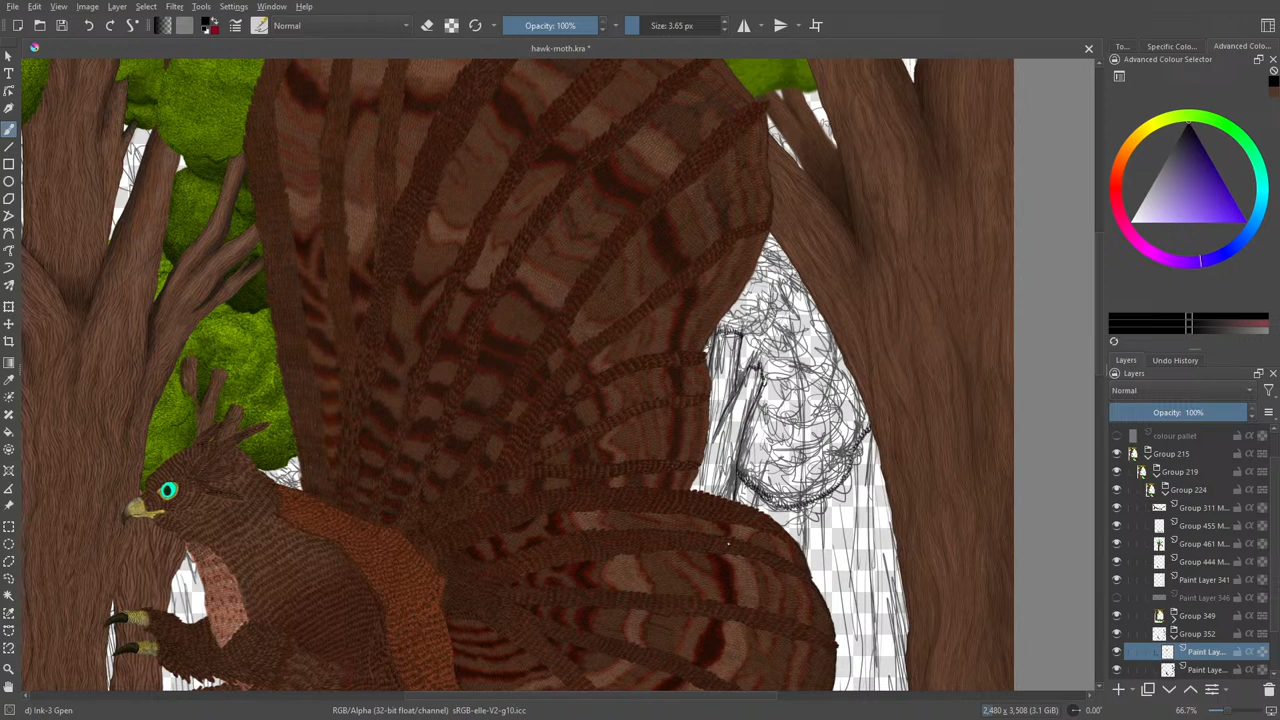 File Edit View Image Layer Select Filter Tools Settings Window Help
Normal Opacity: 100% Size: 3.65 px
hawk-moth.kra *
To... Specific Colo... Advanced Colo...
Advanced Colour Selector
Layers Undo History
Layers
Normal
Opacity: 100%
colour pallet
Group 215
Group 219
Group 224
Group 311 M...
Group 455 M...
Group 461 M...
Group 444 M...
Paint Layer 341
Paint Layer 346
Group 349
Group 352
Paint Lay...
Paint Laye...
d) Ink-3 Gpen RGB/Alpha (32-bit float/channel) sRGB-elle-V2-g10.icc 2,480 x 3,508 (3.1 GiB) 0.00° 66.7%